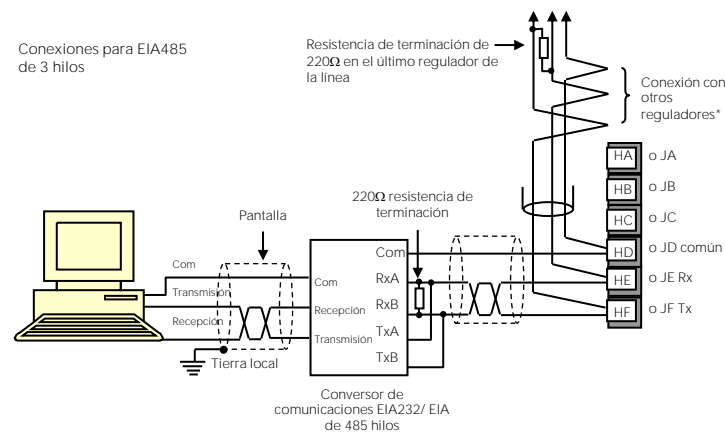 Conexiones para EIA485
de 3 hilos
Resistencia de terminación de
220Ω en el último regulador de
la línea
Conexión con
otros
reguladores*
HA o JA
HB o JB
HC o JC
HD o JD común
HE o JE Rx
HF o JF Tx
220Ω resistencia de
terminación
Pantalla
Com
Transmisión
Recepción
Tierra local
Com
Recepción
Transmisión
Com
RxA
RxB
TxA
TxB
Conversor de
comunicaciones EIA232/ EIA
de 485 hilos